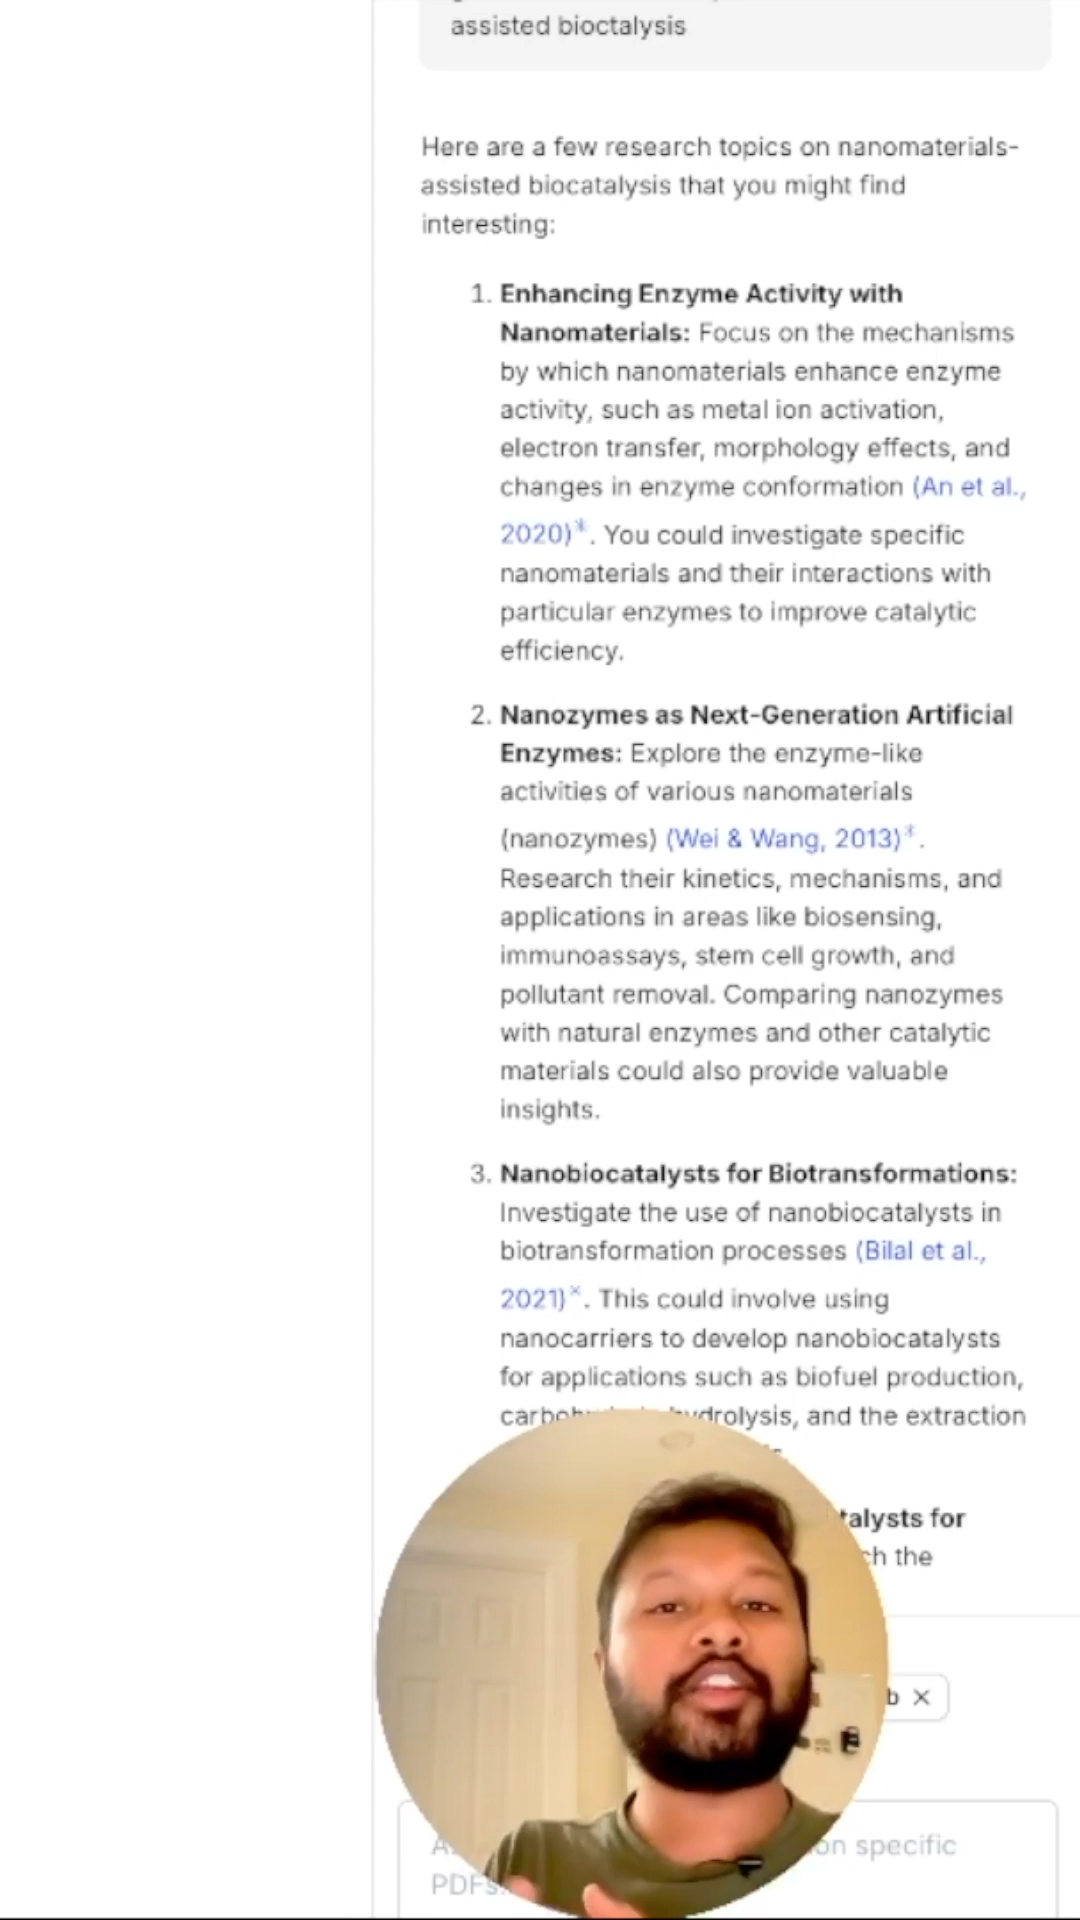 assisted bioctalysis
Here are a few research topics on nanomaterials-
assisted biocatalysis that you might find
interesting:
1. Enhancing Enzyme Activity with
Nanomaterials: Focus on the mechanisms
by which nanomaterials enhance enzyme
activity, such as metal ion activation,
electron transfer, morphology effects, and
changes in enzyme conformation (An et al.,
2020)*. You could investigate specific
nanomaterials and their interactions with
particular enzymes to improve catalytic
efficiency.
2. Nanozymes as Next-Generation Artificial
Enzymes: Explore the enzyme-like
activities of various nanomaterials
(nanozymes) (Wei & Wang, 2013)*.
Research their kinetics, mechanisms, and
applications in areas like biosensing,
immunoassays, stem cell growth, and
pollutant removal. Comparing nanozymes
with natural enzymes and other catalytic
materials could also provide valuable
insights.
3. Nanobiocatalysts for Biotransformations:
Investigate the use of nanobiocatalysts in
biotransformation processes (Bilal et al.,
2021)×. This could involve using
nanocarriers to develop nanobiocatalysts
for applications such as biofuel production,
and the extraction
for
the
specific
PDFs